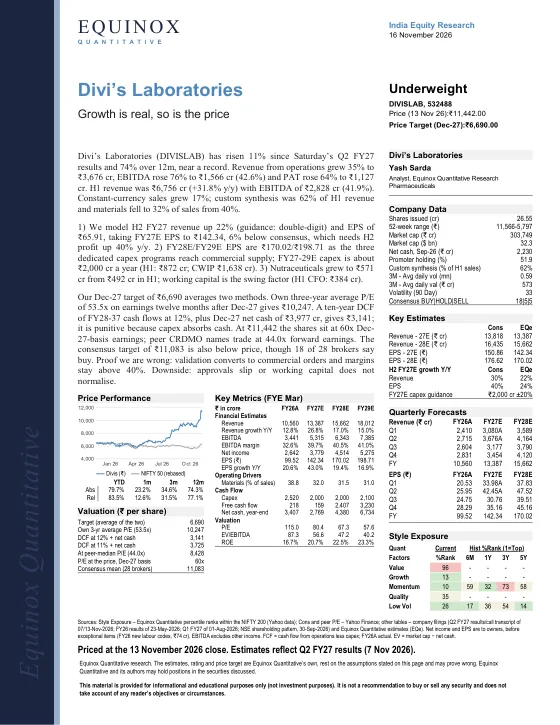 EQUINOX
QUANTITATIVE
India Equity Research
16 November 2026
Divi's Laboratories
Growth is real, so is the price
Underweight
DIVISLAB, 532488
Price (13 Nov 26):₹11,442.00
Price Target (Dec-27):₹6,690.00
Divi's Laboratories (DIVISLAB) has risen 11% since Saturday's Q2 FY27
results and 74% over 12m, near a record. Revenue from operations grew 35% to
₹3,676 cr, EBITDA rose 76% to ₹1,566 cr (42.6%) and PAT rose 64% to ₹1,127
cr. H1 revenue was ₹6,756 cr (+31.8% y/y) with EBITDA of ₹2,828 cr (41.9%).
Constant-currency sales grew 17%; custom synthesis was 62% of H1 revenue and
materials fell to 32% of sales from 40%.
1) We model H2 FY27 revenue up 22% (guidance: double-digit) and EPS of
₹65.91, taking FY27E EPS to ₹142.34, 6% below consensus, which needs H2
profit up 40% y/y. 2) FY28E/FY29E EPS are ₹170.02/₹198.71 as the three
dedicated capex programs reach commercial supply; FY27-29E capex is about
₹2,000 cr a year (H1: ₹872 cr; CWIP ₹1,638 cr). 3) Nutraceuticals grew to ₹571
cr from ₹492 cr in H1; working capital is the swing factor (H1 CFO: ₹384 cr).
Our Dec-27 target of ₹6,690 averages two methods. Own three-year average P/E
of 53.5x on earnings twelve months after Dec-27 gives ₹10,247. A ten-year DCF
of FY28-37 cash flows at 12%, plus Dec-27 net cash of ₹3,977 cr, gives ₹3,141;
it is punitive because capex absorbs cash. At ₹11,442 the shares sit at 60x Dec-
27-basis earnings; peer CRDMO names trade at 44.0x forward earnings. The
consensus target of ₹11,083 is also below price, though 18 of 28 brokers say
buy. Proof we are wrong: validation converts to commercial orders and margins
stay above 40%. Downside: approvals slip or working capital does not
normalise.
Divi's Laboratories
Yash Sarda
Analyst, Equinox Quantitative Research
Pharmaceuticals
Company Data
Shares issued (cr) 26.55
52-week range (₹) 11,566-5,797
Market cap (₹ cr) 303,749
Market cap ($ bn) 32.3
Net cash, Sep-26 (₹ cr) 2,230
Promoter holding (%) 51.9
Custom synthesis (% of H1 sales) 62%
3M - Avg daily vol (mn) 0.59
3M - Avg daily val (₹ cr) 573
Volatility (90 Day) 33
Consensus BUY|HOLD|SELL 18|5|5
Key Estimates
Cons EQe
Revenue - 27E (₹ cr) 13,818 13,387
Revenue - 28E (₹ cr) 16,435 15,662
EPS - 27E (₹) 150.86 142.34
EPS - 28E (₹) 176.62 170.02
H2 FY27 growth Y/Y Cons EQe
Revenue 30% 22%
EPS 40% 24%
FY27E capex guidance ₹2,000 cr ±20%
Price Performance
12,000
10,000
8,000
6,000
4,000
Jan 26 Apr 26 Jul 26 Oct 26
Divi's (₹) NIFTY 50 (rebased)
YTD 1m 3m 12m
Abs 79.7% 23.2% 34.6% 74.3%
Rel 83.5% 12.6% 31.5% 77.1%
Valuation (₹ per share)
Target (average of the two) 6,690
Own 3-year average P/E (53.5x) 10,247
DCF at 12% + net cash 3,141
DCF at 11% + net cash 3,725
At peer-median P/E (44.0x) 8,428
P/E at the price, Dec-27 basis 60x
Consensus mean (28 brokers) 11,083
Key Metrics (FYE Mar)
₹ in crore FY26A FY27E FY28E FY29E
Financial Estimates
Revenue 10,560 13,387 15,662 18,012
Revenue growth Y/Y 12.8% 26.8% 17.0% 15.0%
EBITDA 3,441 5,315 6,343 7,385
EBITDA margin 32.6% 39.7% 40.5% 41.0%
Net income 2,642 3,779 4,514 5,275
EPS (₹) 99.52 142.34 170.02 198.71
EPS growth Y/Y 20.6% 43.0% 19.4% 16.9%
Operating Drivers
Materials (% of sales) 38.8 32.0 31.5 31.0
Cash Flow
Capex 2,520 2,000 2,000 2,100
Free cash flow 218 159 2,407 3,230
Net cash, year-end 3,407 2,769 4,380 6,734
Valuation
P/E 115.0 80.4 67.3 57.6
EV/EBITDA 87.3 56.6 47.2 40.2
ROE 16.7% 20.7% 22.5% 23.3%
Quarterly Forecasts
Revenue (₹ cr) FY26A FY27E FY28E
Q1 2,410 3,080A 3,589
Q2 2,715 3,676A 4,164
Q3 2,604 3,177 3,790
Q4 2,831 3,454 4,120
FY 10,560 13,387 15,662
EPS (₹) FY26A FY27E FY28E
Q1 20.53 33.98A 37.83
Q2 25.95 42.45A 47.52
Q3 24.75 30.76 39.51
Q4 28.29 35.16 45.16
FY 99.52 142.34 170.02
Style Exposure
Quant Current Hist %Rank (1=Top)
Factors %Rank 6M 1Y 3Y 5Y
Value 96 - - - -
Growth 13 - - - -
Momentum 10 59 32 73 58
Quality 35 - - - -
Low Vol 26 17 36 54 14
Priced at the 13 November 2026 close. Estimates reflect Q2 FY27 results (7 Nov 2026).
Equinox Quantitative research. The estimates, rating and price target are Equinox Quantitative's own, rest on the assumptions stated on this page and may prove wrong. Equinox
Quantitative and its authors may hold positions in the securities discussed.
This material is provided for informational and educational purposes only (not investment purposes). It is not a recommendation to buy or sell any security and does not
take account of any reader's objectives or circumstances.
Equinox Quantitative